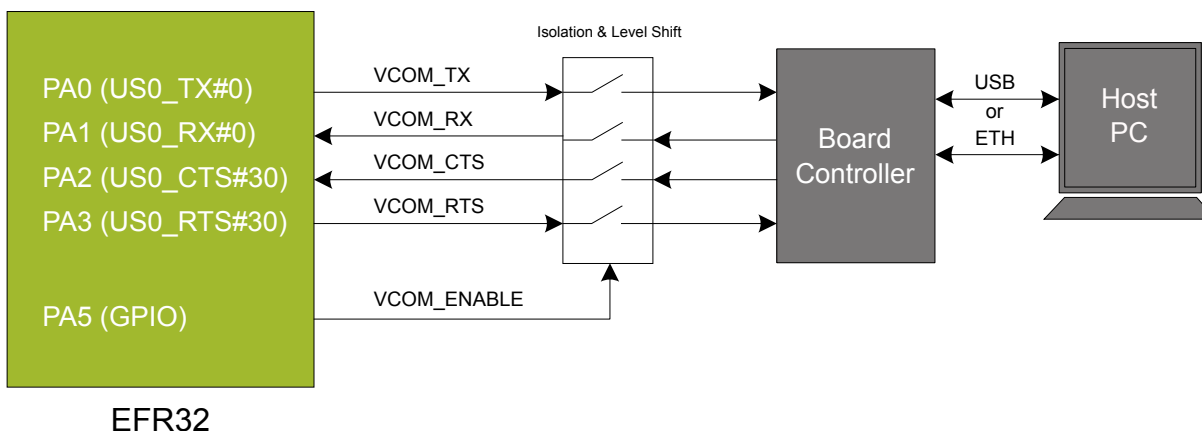 Isolation & Level Shift
PA0 (US0_TX#0)
PA1 (US0_RX#0)
PA2 (US0_CTS#30)
PA3 (US0_RTS#30)
PA5 (GPIO)
VCOM_TX
VCOM_RX
VCOM_CTS
VCOM_RTS
VCOM_ENABLE
Board
Controller
USB
or
ETH
Host
PC
EFR32